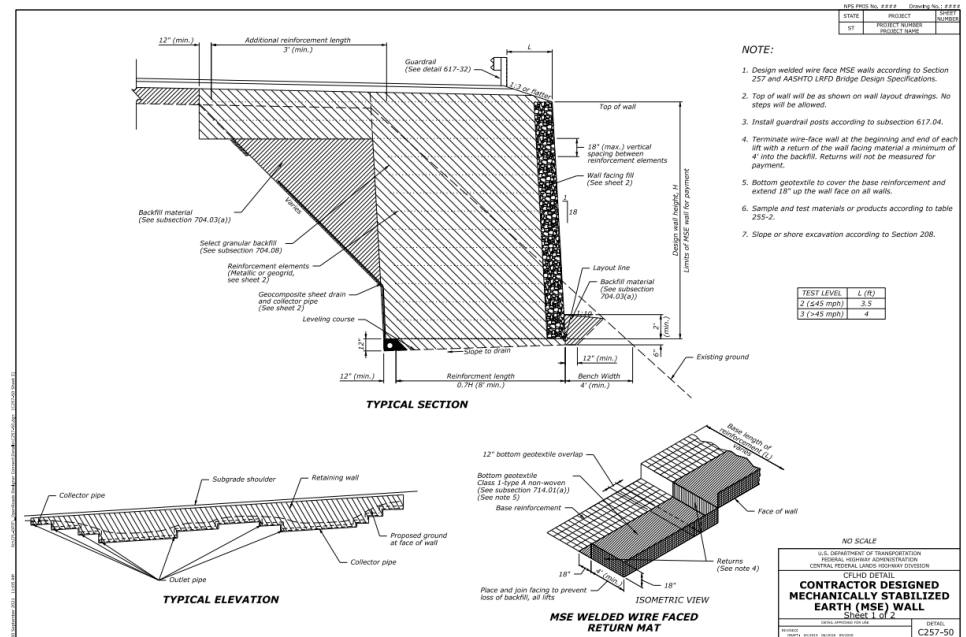 NPS PMIS No. #### Drawing No.: ####
STATE PROJECT SHEET NUMBER
ST PROJECT NUMBER
PROJECT NAME
12" (min.)
Additional reinforcement length
3' (min.)
L
Guardrail
(See detail 617-32)
1:3 or flatter
Top of wall
18" (max.) vertical
spacing between
reinforcement elements
Wall facing fill
(See sheet 2)
1
18
Design wall height, H
Limits of MSE wall for payment
Varies
Backfill material
(See subsection 704.03(a))
Select granular backfill
(See subsection 704.08)
Reinforcement elements
(Metallic or geogrid,
see sheet 2)
Geocomposite sheet drain
and collector pipe
(See sheet 2)
Leveling course
Layout line
Backfill material
(See subsection
704.03(a))
1:10
2'
(min.)
6"
12"
Slope to drain
12" (min.)
Existing ground
12" (min.)
Reinforcment length
0.7H (8' min.)
Bench Width
4' (min.)
TYPICAL SECTION
NOTE:
1. Design welded wire face MSE walls according to Section
257 and AASHTO LRFD Bridge Design Specifications.
2. Top of wall will be as shown on wall layout drawings. No
steps will be allowed.
3. Install guardrail posts according to subsection 617.04.
4. Terminate wire-face wall at the beginning and end of each
lift with a return of the wall facing material a minimum of
4' into the backfill. Returns will not be measured for
payment.
5. Bottom geotextile to cover the base reinforcement and
extend 18" up the wall face on all walls.
6. Sample and test materials or products according to table
255-2.
7. Slope or shore excavation according to Section 208.
TEST LEVEL L (ft)
2 (≤45 mph) 3.5
3 (>45 mph) 4
Collector pipe
Subgrade shoulder
Retaining wall
Proposed ground
at face of wall
Collector pipe
Outlet pipe
TYPICAL ELEVATION
12" bottom geotextile overlap
Bottom geotextile
Class 1-type A non-woven
(See subsection 714.01(a))
(See note 5)
Base reinforcement
Base length of
reinforcement (L)
varies
Face of wall
Returns
(See note 4)
18"
4' (min.)
18"
Place and join facing to prevent
loss of backfill, all lifts
ISOMETRIC VIEW
MSE WELDED WIRE FACED
RETURN MAT
NO SCALE
U.S. DEPARTMENT OF TRANSPORTATION
FEDERAL HIGHWAY ADMINISTRATION
CENTRAL FEDERAL LANDS HIGHWAY DIVISION
CFLHD DETAIL
CONTRACTOR DESIGNED
MECHANICALLY STABILIZED
EARTH (MSE) WALL
Sheet 1 of 2
DETAIL APPROVED FOR USE
DETAIL
C257-50